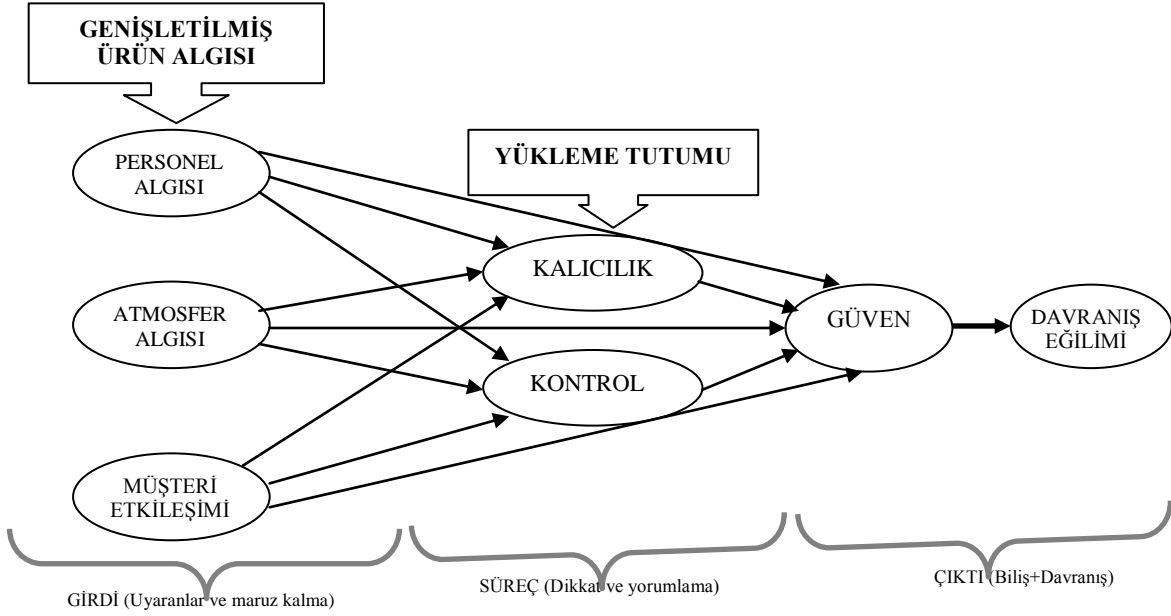 GENİŞLETİLMİŞ
ÜRÜN ALGISI
PERSONEL
ALGISI
YÜKLEME TUTUMU
KALICILIK
ATMOSFER
ALGISI
GÜVEN
DAVRANIŞ
EĞİLİMİ
KONTROL
MÜŞTERİ
ETKİLEŞİMİ
GİRDİ (Uyaranlar ve maruz kalma)
SÜREÇ (Dikkat ve yorumlama)
ÇIKTI (Biliş+Davranış)